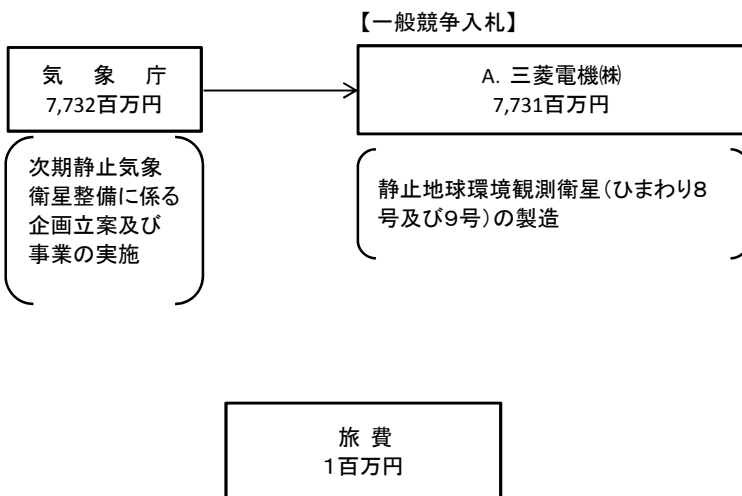 【一般競争入札】
気 象 庁
7,732百万円
A. 三菱電機㈱
7,731百万円
次期静止気象
衛星整備に係る
企画立案及び
事業の実施
静止地球環境観測衛星（ひまわり８
号及び９号）の製造
旅 費
１百万円